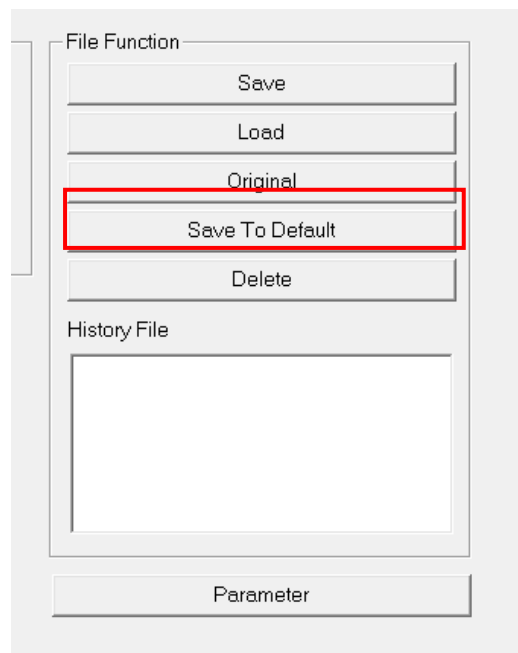 File Function
Save
Load
Original
Save To Default
Delete
History File
Parameter